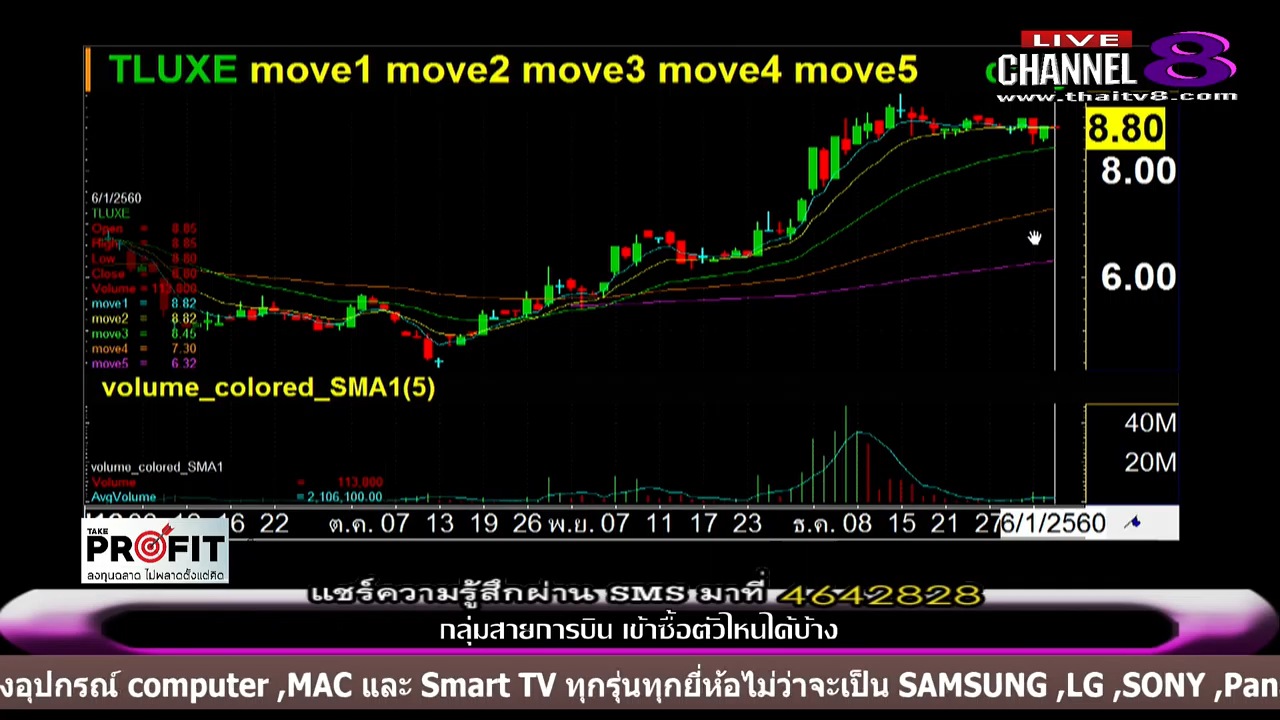 LIVE
CHANNEL 8
www.thaitv8.com
TLUXE move1 move2 move3 move4 move5
8.80
8.00
6.00
6/1/2560
TLUXE
Open = 8.85
High = 8.85
Low = 8.80
Close = 8.80
Volume = 113,800
move1 = 8.82
move2 = 8.82
move3 = 8.45
move4 = 7.30
move5 = 6.32
volume_colored_SMA1(5)
40M
20M
volume_colored_SMA1
Volume = 113,800
AvgVolume = 2,106,100.00
16 22 ต.ค. 07 13 19 26 พ.ย. 07 11 17 23 ธ.ค. 08 15 21 27 6/1/2560
TAKE
PROFIT
ลงทุนฉลาด ไม่พลาดตั้งแต่คิด
แชร์ความรู้สึกผ่าน SMS มาที่ 4642828
กลุ่มสายการบิน เข้าซื้อตัวไหนได้บ้าง
งอุปกรณ์ computer ,MAC และ Smart TV ทุกรุ่นทุกยี่ห้อไม่ว่าจะเป็น SAMSUNG ,LG ,SONY ,Pan